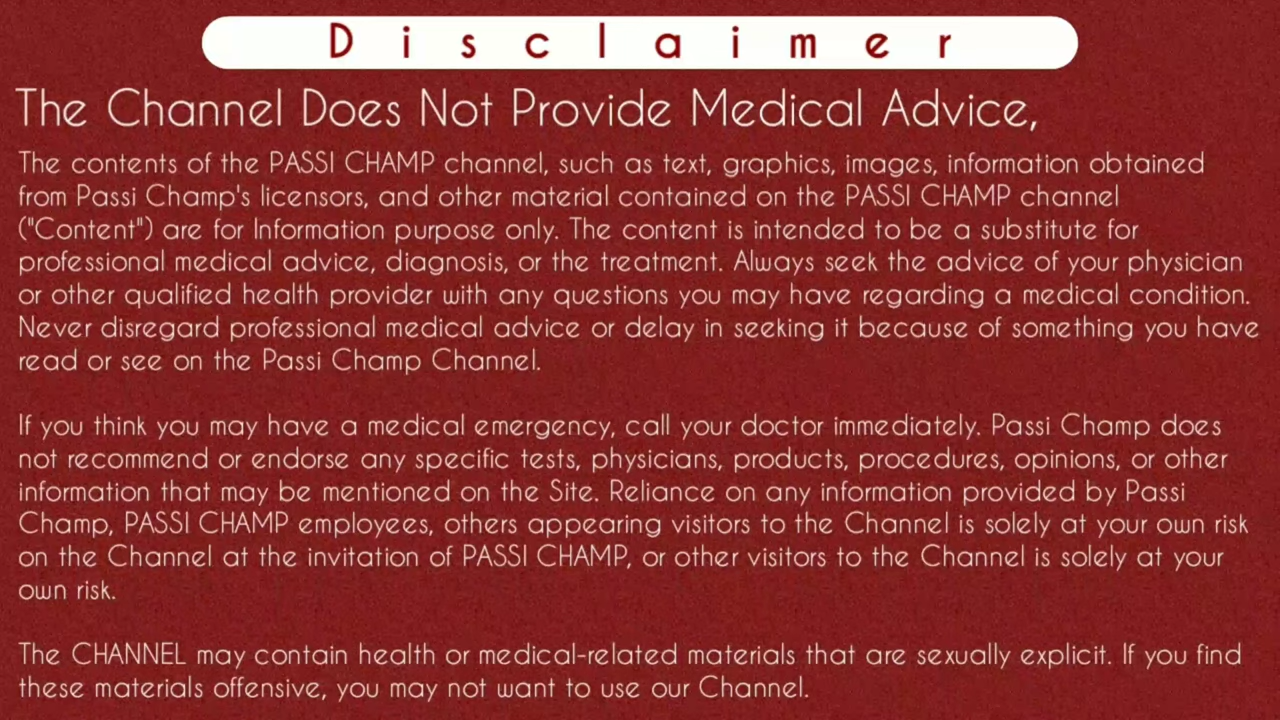 Disclaimer
The Channel Does Not Provide Medical Advice,
The contents of the PASSI CHAMP channel, such as text, graphics, images, information obtained
from Passi Champ's licensors, and other material contained on the PASSI CHAMP channel
("Content") are for Information purpose only. The content is intended to be a substitute for
professional medical advice, diagnosis, or the treatment. Always seek the advice of your physician
or other qualified health provider with any questions you may have regarding a medical condition.
Never disregard professional medical advice or delay in seeking it because of something you have
read or see on the Passi Champ Channel.
If you think you may have a medical emergency, call your doctor immediately. Passi Champ does
not recommend or endorse any specific tests, physicians, products, procedures, opinions, or other
information that may be mentioned on the Site. Reliance on any information provided by Passi
Champ, PASSI CHAMP employees, others appearing visitors to the Channel is solely at your own risk
on the Channel at the invitation of PASSI CHAMP, or other visitors to the Channel is solely at your
own risk.
The CHANNEL may contain health or medical-related materials that are sexually explicit. If you find
these materials offensive, you may not want to use our Channel.